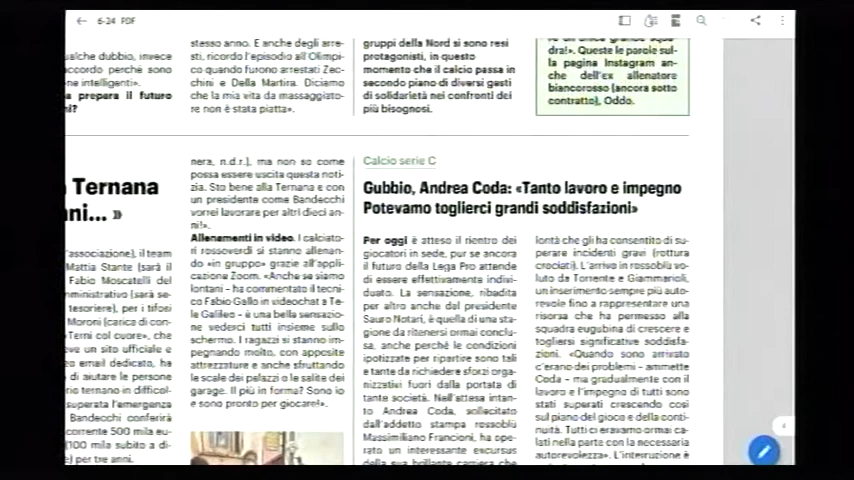 6-24 PDF
ualche dubbio, invece
accordo perché sono
ne intelligenti».
a prepara il futuro
ni?
stesso anno. E anche degli arre-
sti, ricordo l'episodio all'Olimpi-
co quando furono arrestati Zec-
chini e Della Martira. Diciamo
che la mia vita da massaggiato-
re non è stata piatta».
gruppi della Nord si sono resi
protagonisti, in questo
momento che il calcio passa in
secondo piano di diversi gesti
di solidarietà nei confronti dei
più bisognosi.
dra!». Queste le parole sul-
la pagina Instagram an-
che dell'ex allenatore
biancorosso (ancora sotto
contratto), Oddo.
a Ternana
nni... »
l'associazione), il team
Mattia Stante (sarà il
Fabio Moscatelli del
mministrativo (sarà se-
tesoriere), per i tifosi
Moroni (carica di con-
«Terni col cuore», che
ve un sito ufficiale e
o email dedicato, ha
di aiutare le persone
rio ternano in difficol-
superata l'emergenza
Bandecchi conferirà
corrente 500 mila eu-
(100 mila subito a di-
) per tre anni.
nera, n.d.r.), ma non so come
possa essere uscita questa noti-
zia. Sto bene alla Ternana e con
un presidente come Bandecchi
vorrei lavorare per altri dieci an-
ni!».
Allenamenti in video. I calciato-
ri rossoverdi si stanno allenan-
do «in gruppo» grazie all'appli-
cazione Zoom. «Anche se siamo
lontani - ha commentato il tecni-
co Fabio Gallo in videochat a Te-
le Galileo - è una bella sensazio-
ne vederci tutti insieme sullo
schermo. I ragazzi si stanno im-
pegnando molto, con apposite
attrezzature e anche sfruttando
le scale dei palazzi o le salite dei
garage. Il più in forma? Sono io
e sono pronto per giocare!».
Calcio serie C
Gubbio, Andrea Coda: «Tanto lavoro e impegno
Potevamo toglierci grandi soddisfazioni»
Per oggi è atteso il rientro dei
giocatori in sede, pur se ancora
il futuro della Lega Pro attende
di essere effettivamente indivi-
duato. La sensazione, ribadita
per altro anche dal presidente
Sauro Notari, è quella di una sta-
gione da ritenersi ormai conclu-
sa, anche perché le condizioni
ipotizzate per ripartire sono tali
e tante da richiedere sforzi orga-
nizzativi fuori dalla portata di
tante società. Nell'attesa intan-
to Andrea Coda, sollecitato
dall'addetto stampa rossoblù
Massimiliano Francioni, ha ope-
rato un interessante excursus
della sua brillante carriera che
lontà che gli ha consentito di su-
perare incidenti gravi (rottura
crociati). L'arrivo in rossoblù vo-
luto da Torrente e Giammarioli,
un inserimento sempre più auto-
revole fino a rappresentare una
risorsa che ha permesso alla
squadra eugubina di crescere e
togliersi significative soddisfa-
zioni. «Quando sono arrivato
c'erano dei problemi - ammette
Coda - ma gradualmente con il
lavoro e l'impegno di tutti sono
stati superati crescendo così
sul piano del gioco e della conti-
nuità. Tutti ci eravamo ormai ca-
lati nella parte con la necessaria
autorevolezza». L'interruzione è